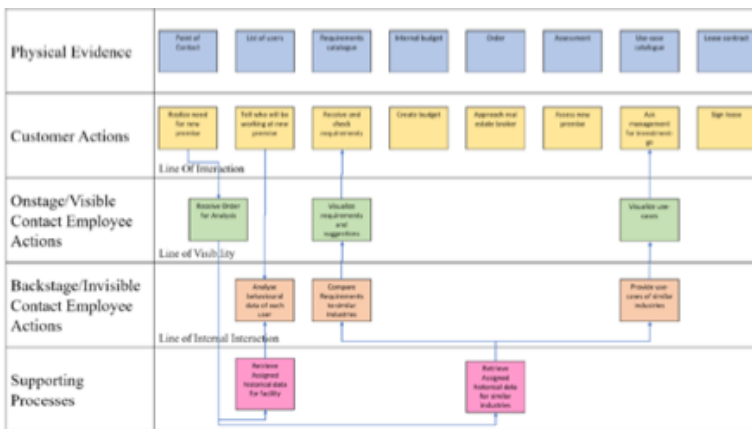 Physical Evidence
Point of
Contact
List of users
Requirements
catalogue
Internal budget
Order
Assessment
Use-case
catalogue
Lease contract
Customer Actions
Realize need
for new
premise
Tell who will be
working at new
premise
Receive and
check
requirements
Create budget
Approach real
estate broker
Assess new
premise
Ask
management
for investment-
go
Sign lease
Line Of Interaction
Onstage/Visible
Contact Employee
Actions
Receive Order
for Analysis
Visualize
requirements
and
suggestions
Visualize use-
cases
Line of Visibility
Backstage/Invisible
Contact Employee
Actions
Analyse
behavioural
data of each
user
Compare
Requirements
to similar
industries
Provide use-
cases of similar
industries
Line of Internal Interaction
Supporting
Processes
Retrieve
Assigned
historical data
for facility
Retrieve
Assigned
historical data
for similar
industries